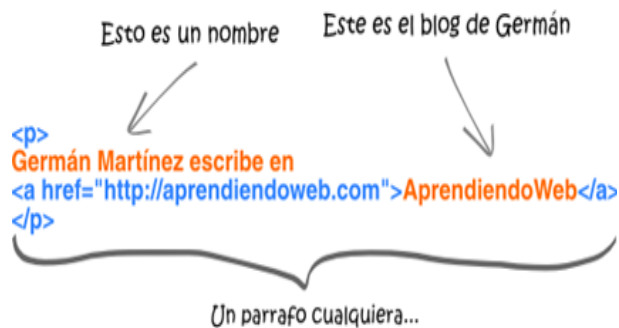 Esto es un nombre
Este es el blog de Germán
<p>
Germán Martínez escribe en
<a href="http://aprendiendoweb.com">AprendiendoWeb</a>
</p>
Un parrafo cualquiera...